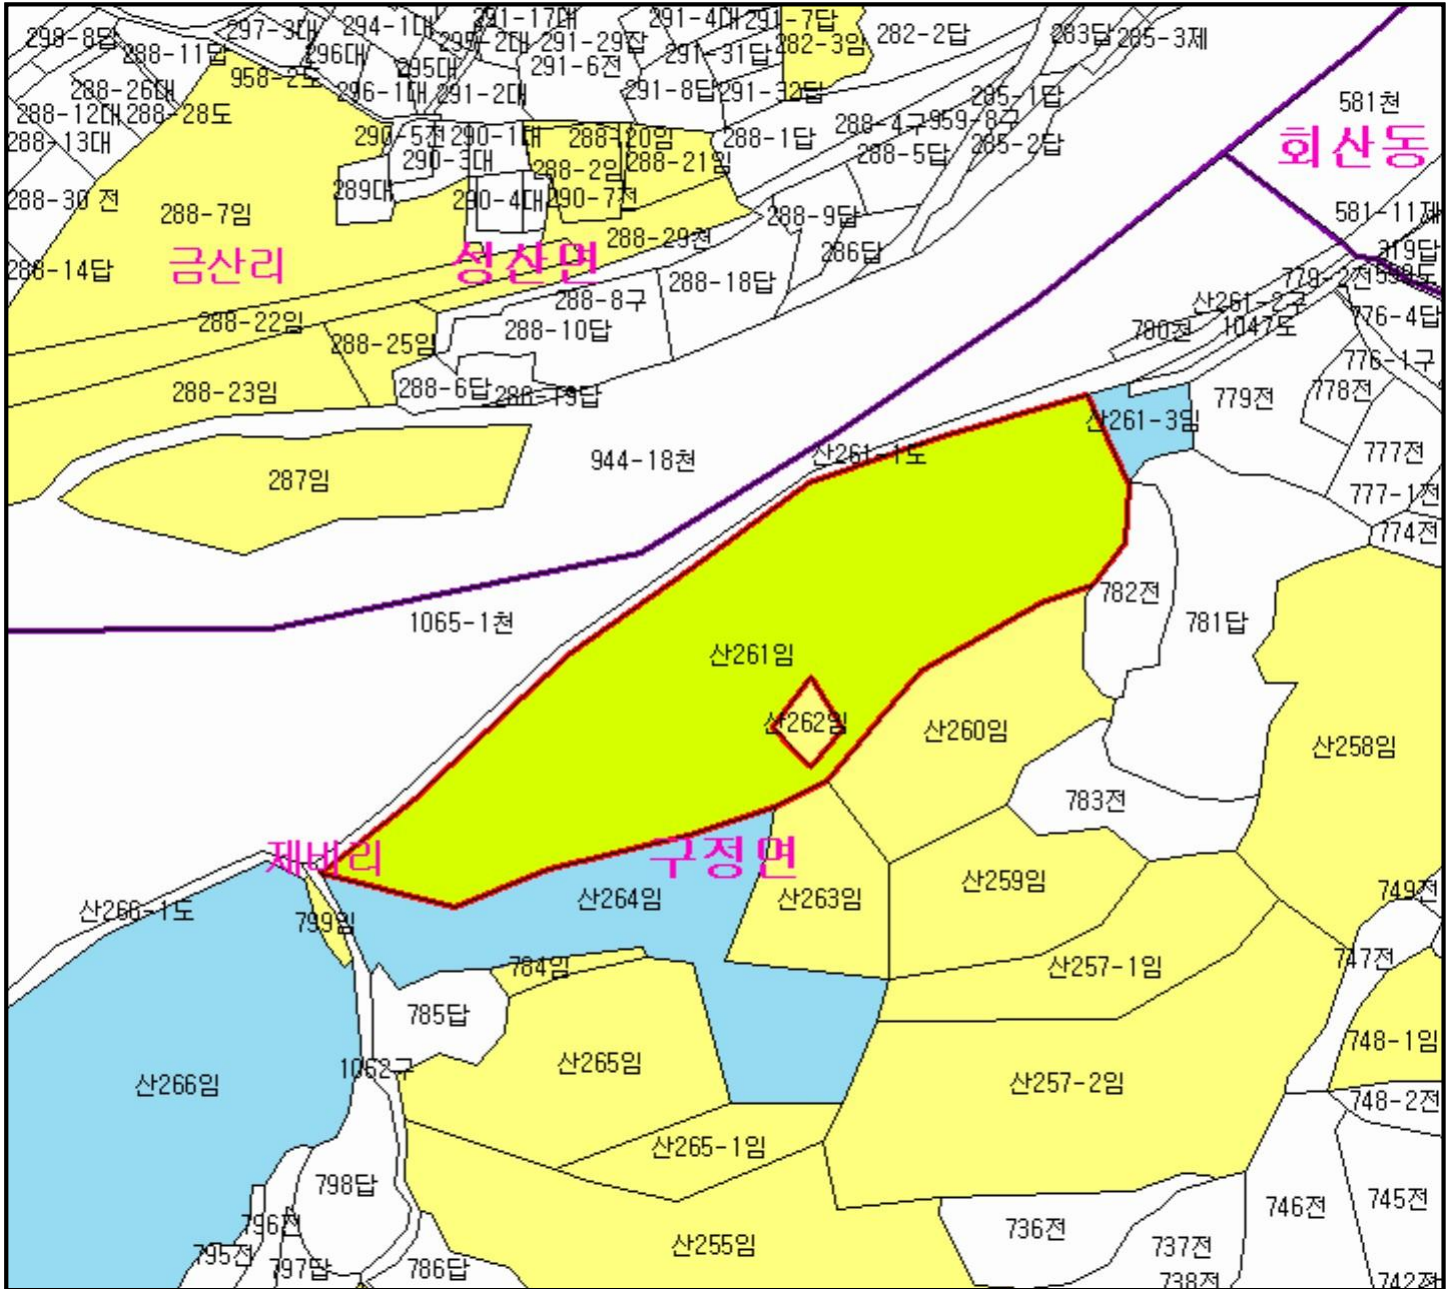 298-8답
297-3대
294-1대
291-17대
291-4대
291-7답
282-2답
283답
285-3제
288-11답
296대
295-2대
291-29잡
291-31답
282-3임
958-2도
295대
291-6전
288-26대
296-1대
291-2대
291-8답
291-32답
285-1답
581천
288-12대
288-28도
288-4구
959-8구
288-13대
290-5전
290-1대
288-20임
288-1답
285-2답
회산동
290-3대
288-2임
288-21임
288-5답
289대
290-4대
290-7전
288-30 전
288-7임
288-9답
581-11제
288-29천
286답
319답
288-14답
금산리
성산면
288-18답
779-2전
288-8구
산261-2구
288-22임
288-10답
780천
1047도
776-4답
288-25임
776-1구
288-23임
288-6답
288-19답
779전
778전
산261-3임
944-18천
산261-1도
777전
287임
777-1전
774전
782전
1065-1천
781답
산261임
산262임
산260임
산258임
783전
제비리
구정면
산259임
749전
산266-1도
799임
산264임
산263임
784임
산257-1임
747전
785답
748-1임
1062구
산265임
산266임
산257-2임
748-2전
산265-1임
798답
796전
736전
746전
745전
795전
797답
786답
산255임
737전
738전
742전